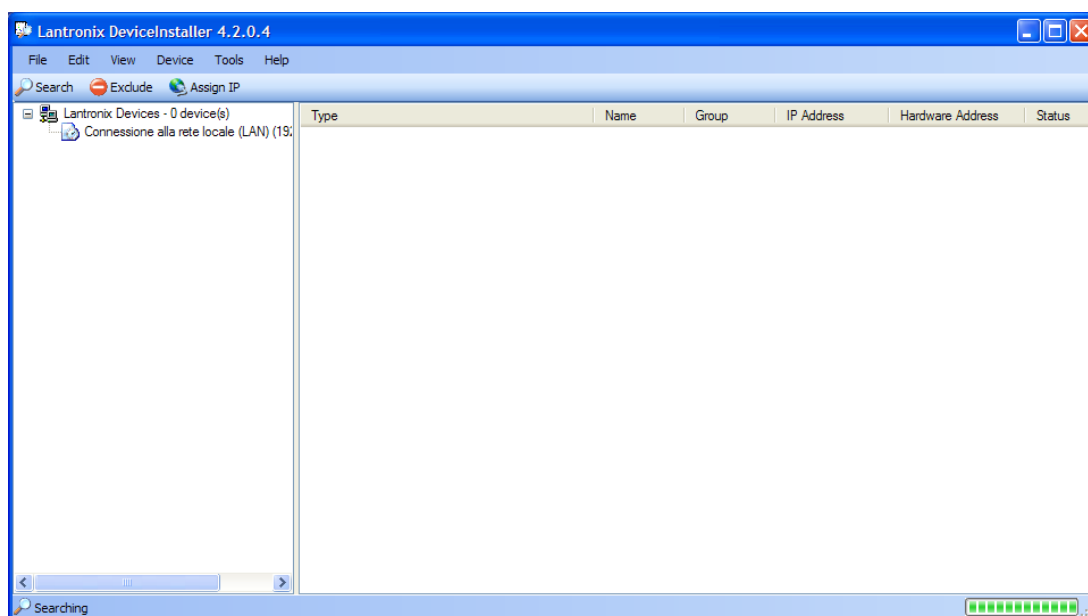 Lantronix DeviceInstaller 4.2.0.4
File Edit View Device Tools Help
Search Exclude Assign IP
Lantronix Devices - 0 device(s)
Connessione alla rete locale (LAN) (192
Type Name Group IP Address Hardware Address Status
Searching